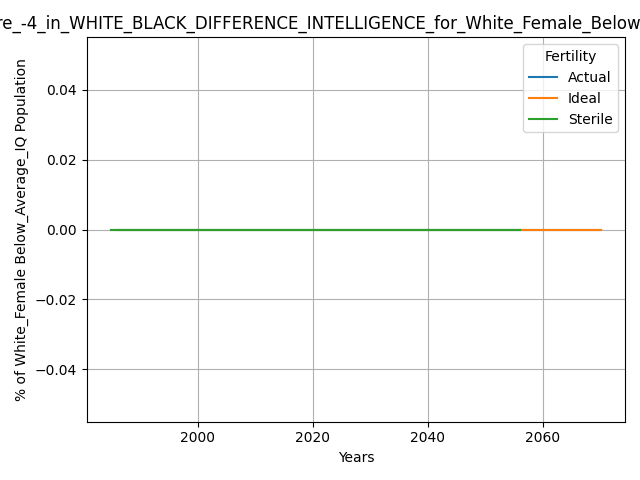 re_-4_in_WHITE_BLACK_DIFFERENCE_INTELLIGENCE_for_White_Female_Below
% of White_Female Below_Average_IQ Population
0.04
0.02
0.00
−0.02
−0.04
Fertility
Actual
Ideal
Sterile
2000 2020 2040 2060
Years